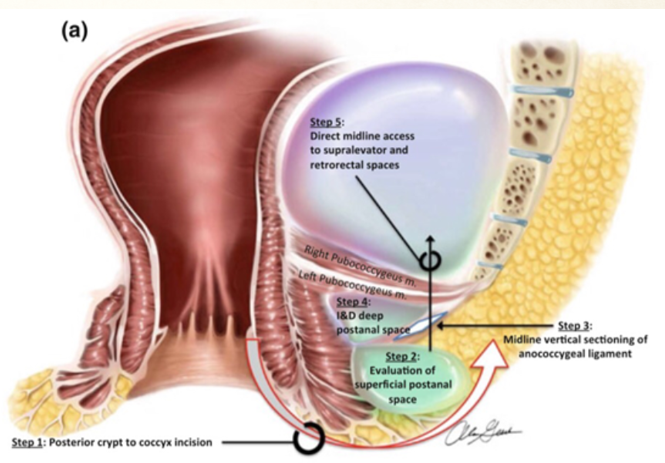 (a)
Step 5:
Direct midline access
to supralevator and
retrorectal spaces
Right Pubococcygeus m.
Left Pubococcygeus m.
Step 4:
I&D deep
postanal space
Step 3:
Midline vertical sectioning of
anococcygeal ligament
Step 2:
Evaluation of
superficial postanal
space
Step 1: Posterior crypt to coccyx incision